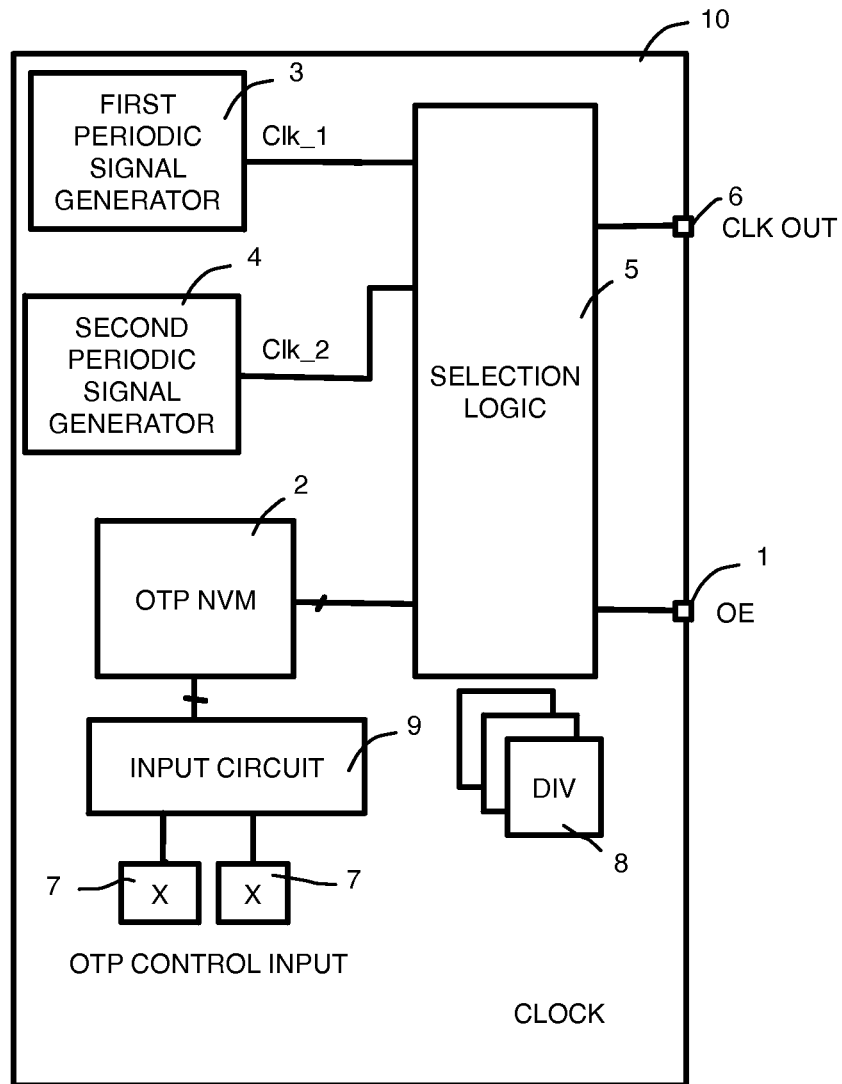 10
3
FIRST
PERIODIC
SIGNAL
GENERATOR
Clk_1
6
CLK OUT
4
5
SECOND
PERIODIC
SIGNAL
GENERATOR
Clk_2
SELECTION
LOGIC
2
OTP NVM
1
OE
9
INPUT CIRCUIT
DIV
8
7
X
X
7
OTP CONTROL INPUT
CLOCK